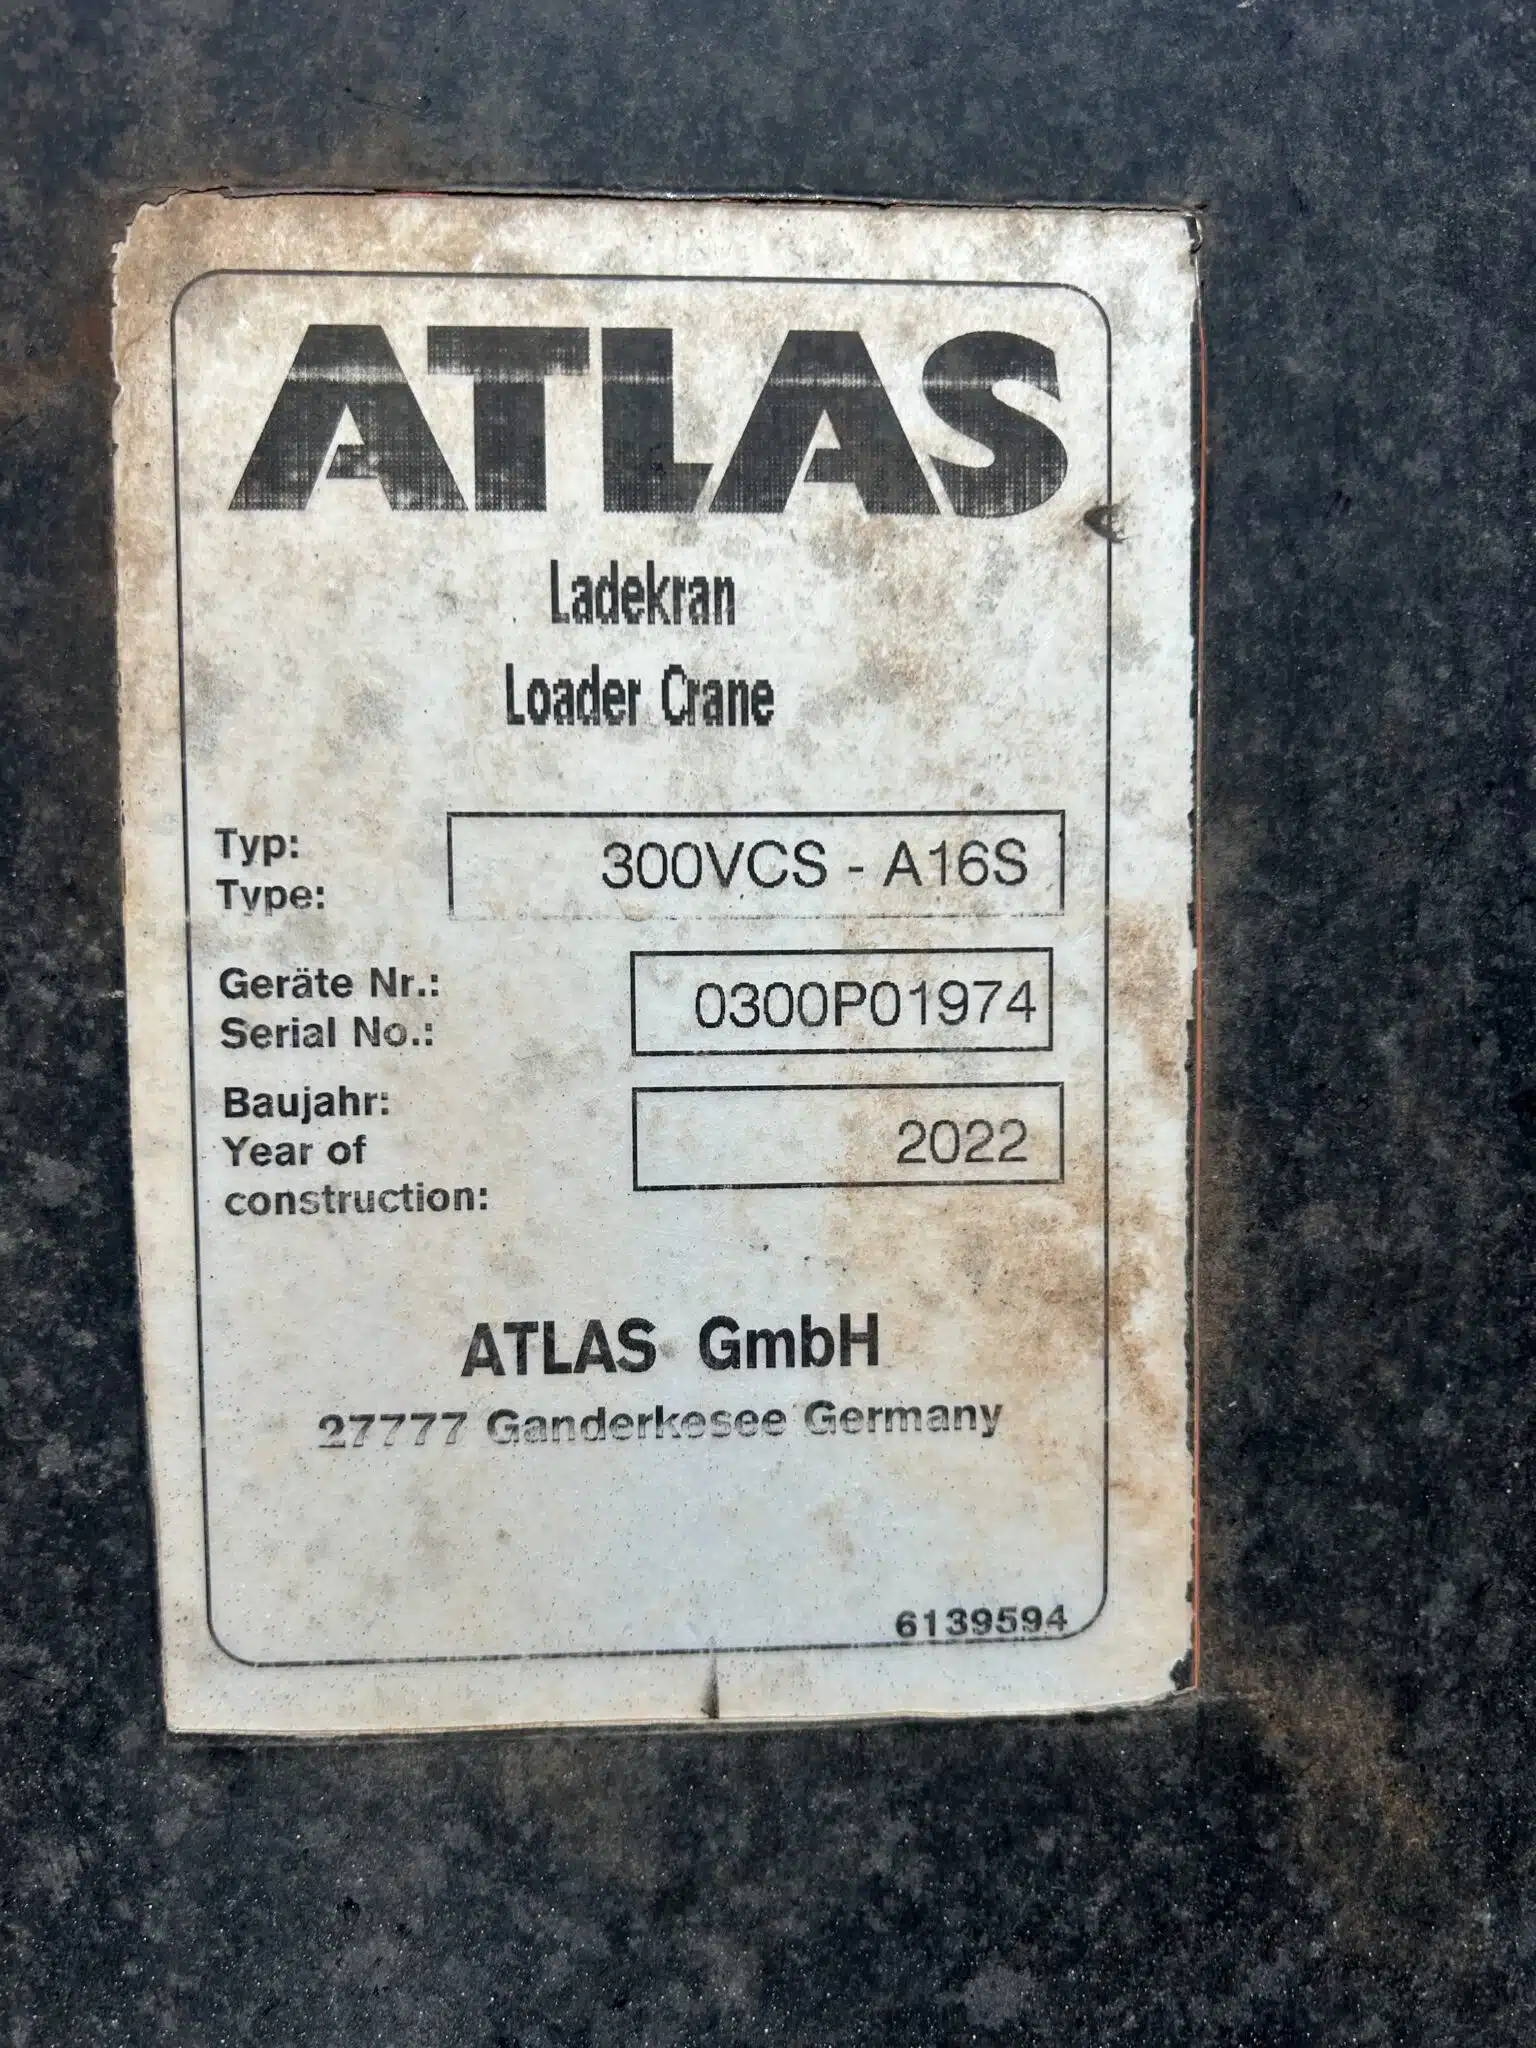 ATLAS
Ladekran
Loader Crane
Typ:
Type:
300VCS - A16S
Geräte Nr.:
Serial No.:
0300P01974
Baujahr:
Year of
construction:
2022
ATLAS GmbH
27777 Ganderkesee Germany
6139594